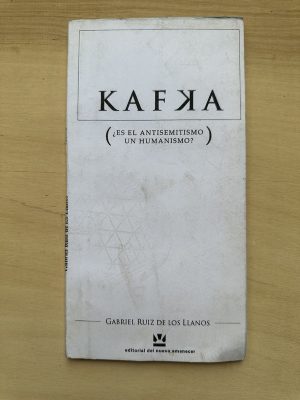 KAFKA
(¿ES EL ANTISEMITISMO
UN HUMANISMO?)
GABRIEL RUIZ DE LOS LLANOS
editorial del nuevo amanecer